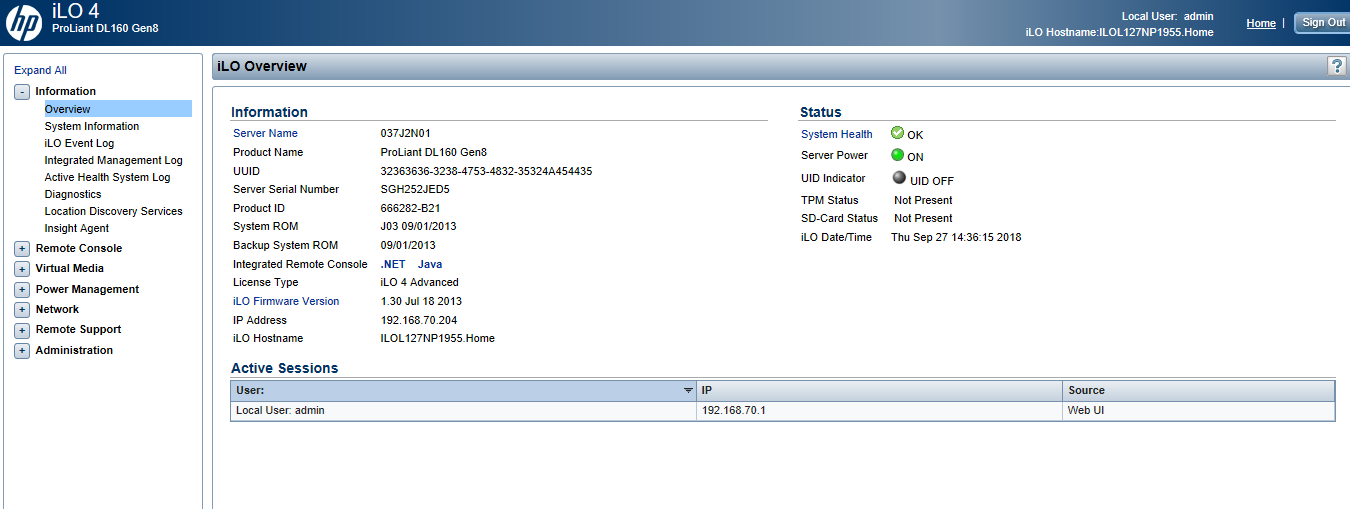 hp
iLO 4
ProLiant DL160 Gen8
Local User: admin
iLO Hostname:ILOL127NP1955.Home
Home |
Sign Out
Expand All
- Information
Overview
System Information
iLO Event Log
Integrated Management Log
Active Health System Log
Diagnostics
Location Discovery Services
Insight Agent
+ Remote Console
+ Virtual Media
+ Power Management
+ Network
+ Remote Support
+ Administration
iLO Overview
?
Information
Server Name 037J2N01
Product Name ProLiant DL160 Gen8
UUID 32363636-3238-4753-4832-35324A454435
Server Serial Number SGH252JED5
Product ID 666282-B21
System ROM J03 09/01/2013
Backup System ROM 09/01/2013
Integrated Remote Console .NET Java
License Type iLO 4 Advanced
iLO Firmware Version 1.30 Jul 18 2013
IP Address 192.168.70.204
iLO Hostname ILOL127NP1955.Home
Status
System Health OK
Server Power ON
UID Indicator UID OFF
TPM Status Not Present
SD-Card Status Not Present
iLO Date/Time Thu Sep 27 14:36:15 2018
Active Sessions
User: IP Source
Local User: admin 192.168.70.1 Web UI